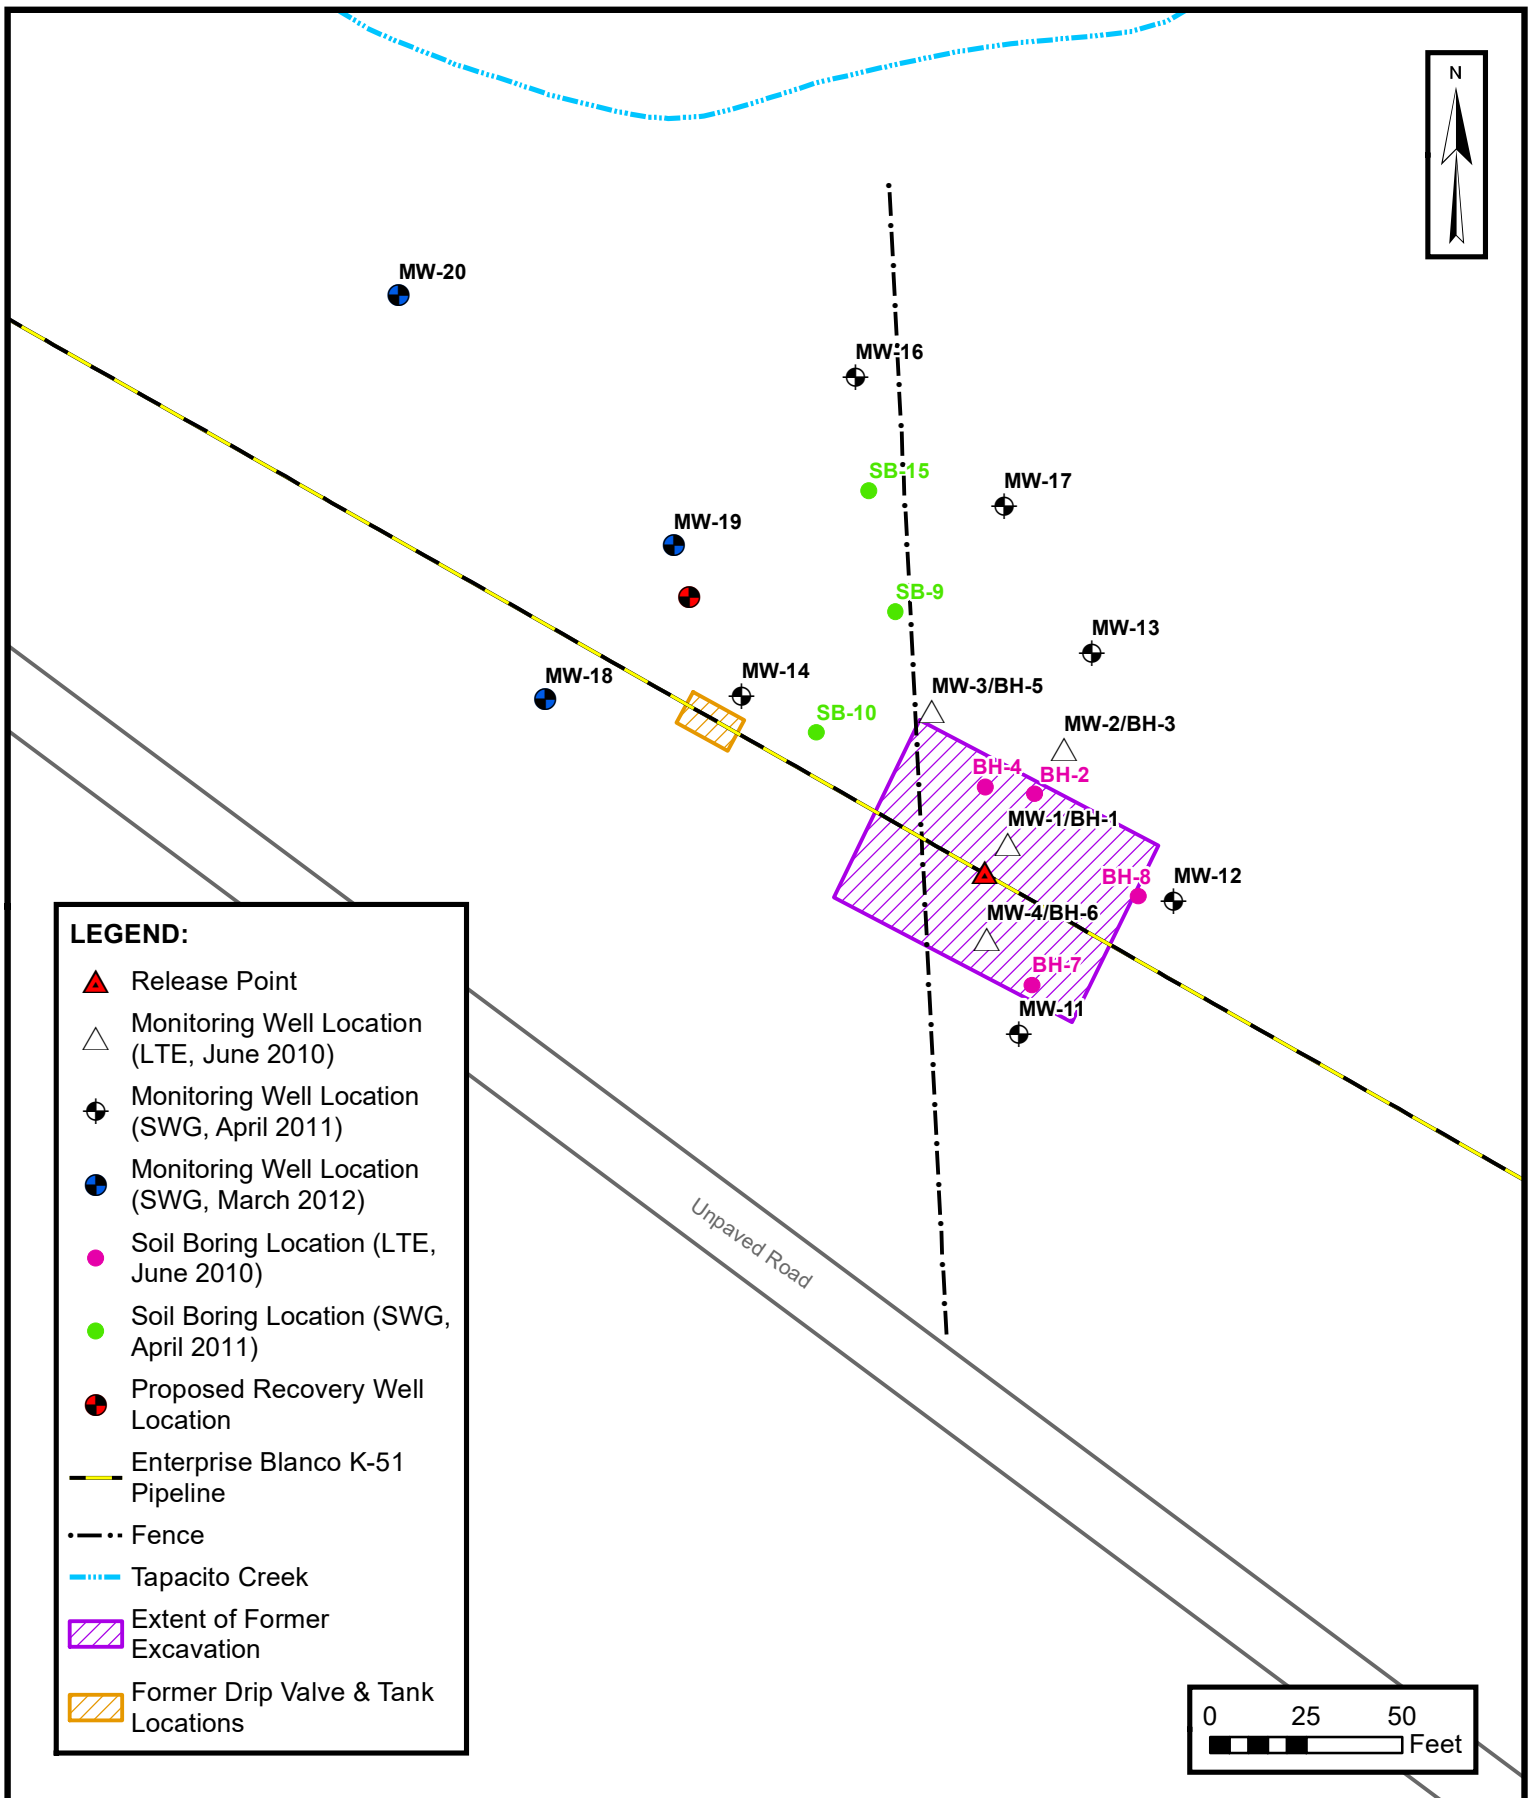 N
MW-20
MW-16
SB-15
MW-17
MW-19
SB-9
MW-13
MW-14
MW-18
MW-3/BH-5
SB-10
MW-2/BH-3
BH-4
BH-2
MW-1/BH-1
BH-8
MW-12
MW-4/BH-6
BH-7
MW-11
Unpaved Road
LEGEND:
Release Point
Monitoring Well Location
(LTE, June 2010)
Monitoring Well Location
(SWG, April 2011)
Monitoring Well Location
(SWG, March 2012)
Soil Boring Location (LTE,
June 2010)
Soil Boring Location (SWG,
April 2011)
Proposed Recovery Well
Location
Enterprise Blanco K-51
Pipeline
Fence
Tapacito Creek
Extent of Former
Excavation
Former Drip Valve & Tank
Locations
0 25 50
Feet